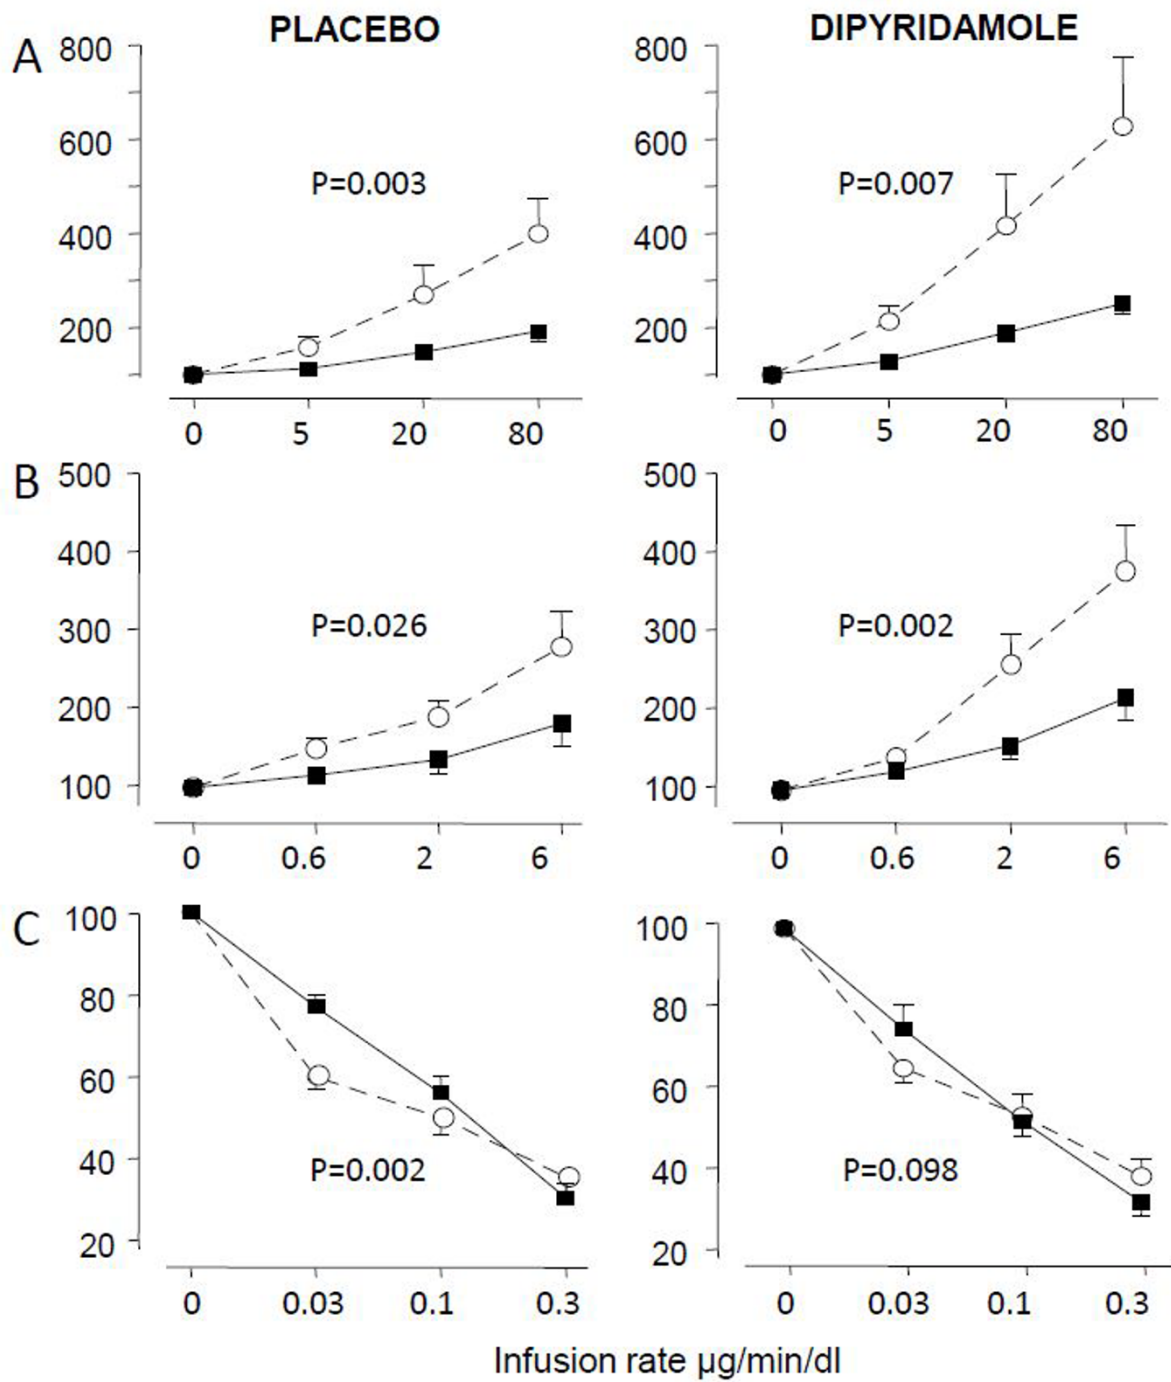 PLACEBO DIPYRIDAMOLE
A
800 800
600 600
P=0.003 P=0.007
400 400
200 200
0 5 20 80 0 5 20 80
B
500 500
400 400
P=0.026 P=0.002
300 300
200 200
100 100
0 0.6 2 6 0 0.6 2 6
C
100 100
80 80
60 60
40 40
P=0.002 P=0.098
20 20
0 0.03 0.1 0.3 0 0.03 0.1 0.3
Infusion rate µg/min/dl